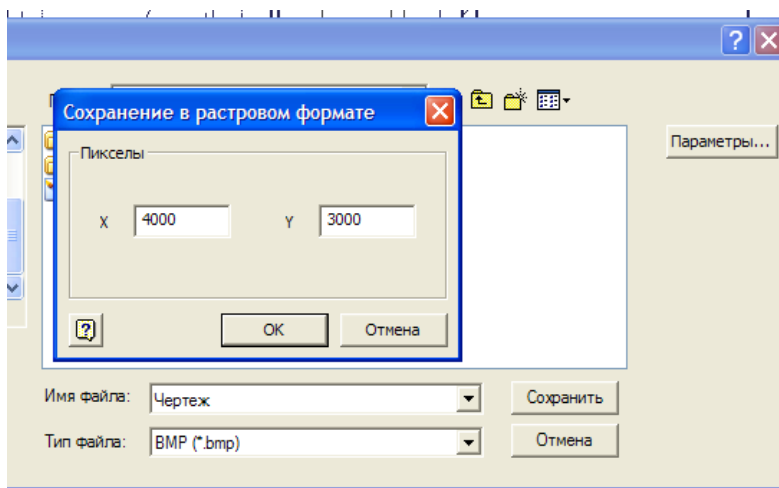 Сохранение в растровом формате
Параметры...
Пикселы
X 4000 Y 3000
OK Отмена
Имя файла: Чертеж Сохранить
Тип файла: BMP (*.bmp) Отмена